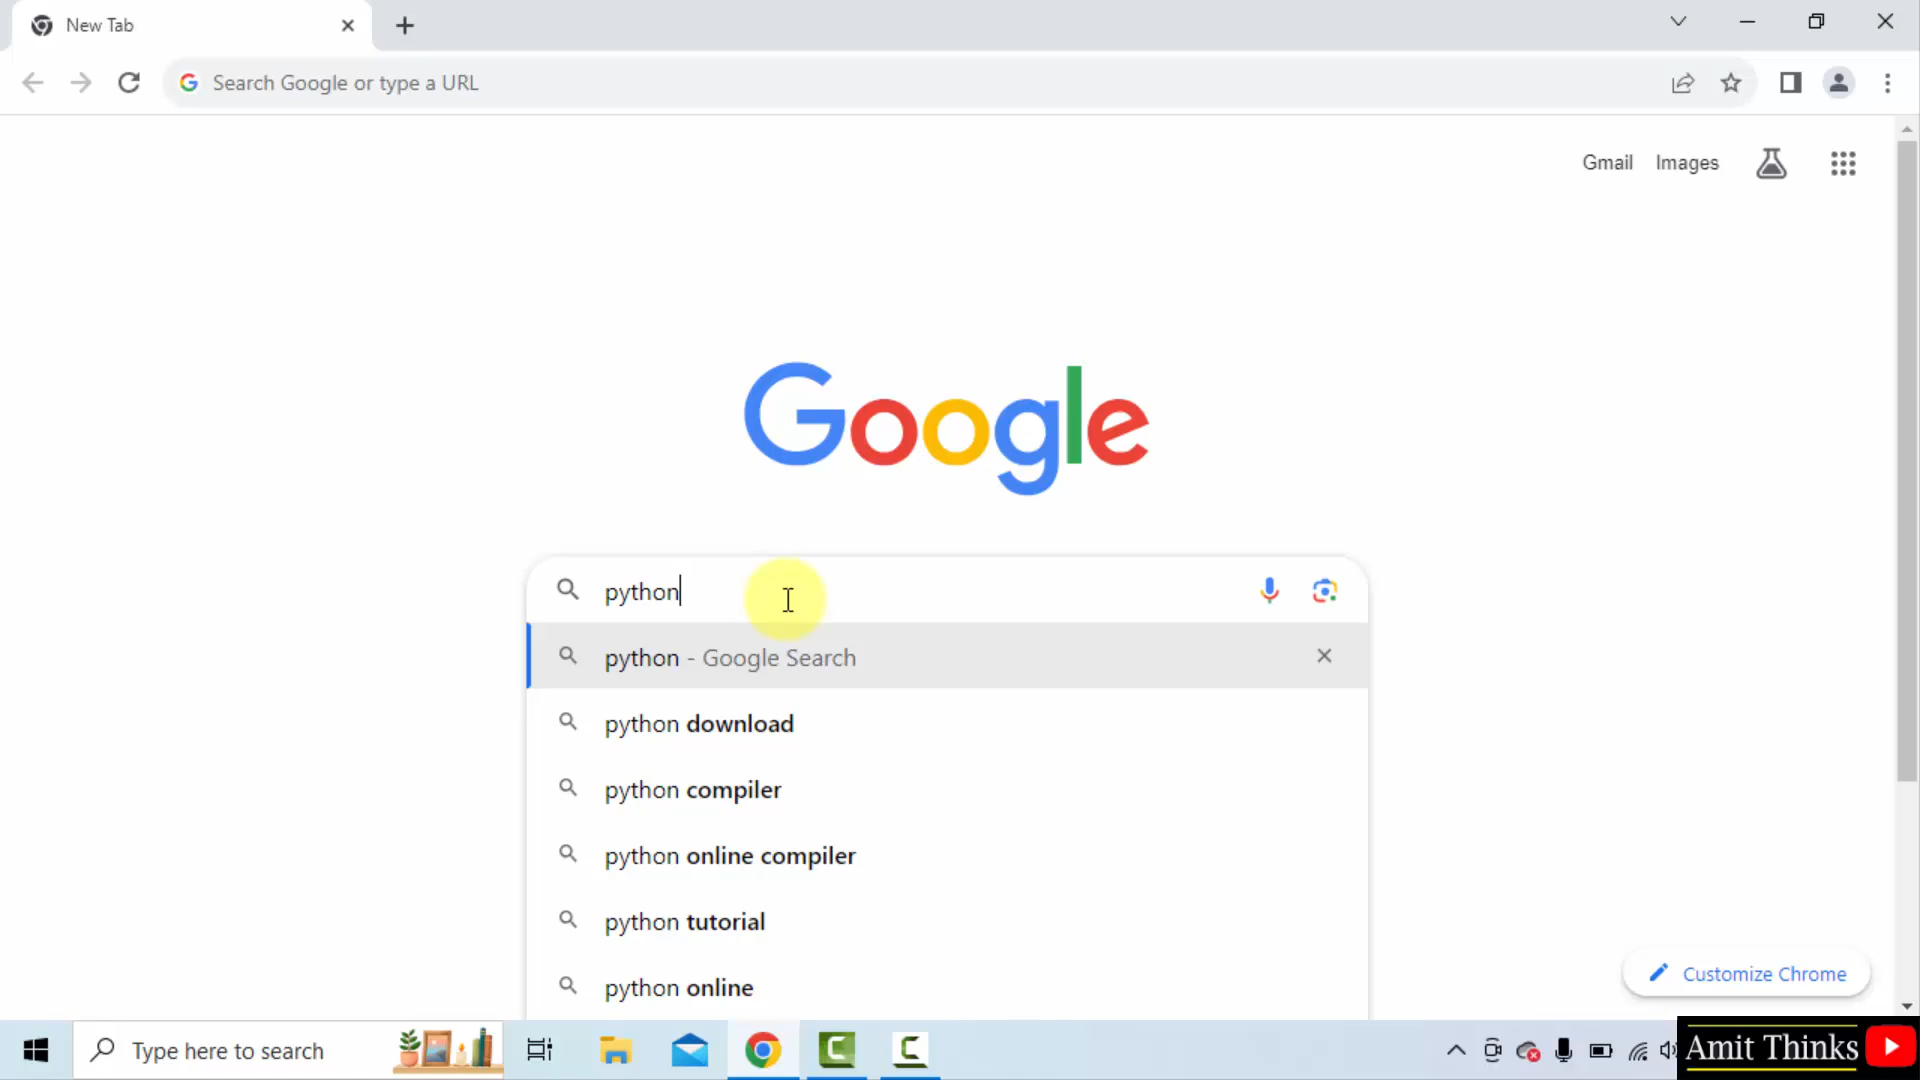 New Tab
Search Google or type a URL
Gmail Images
Google
python
python - Google Search
python download
python compiler
python online compiler
python tutorial
python online
Customize Chrome
Type here to search
Amit Thinks